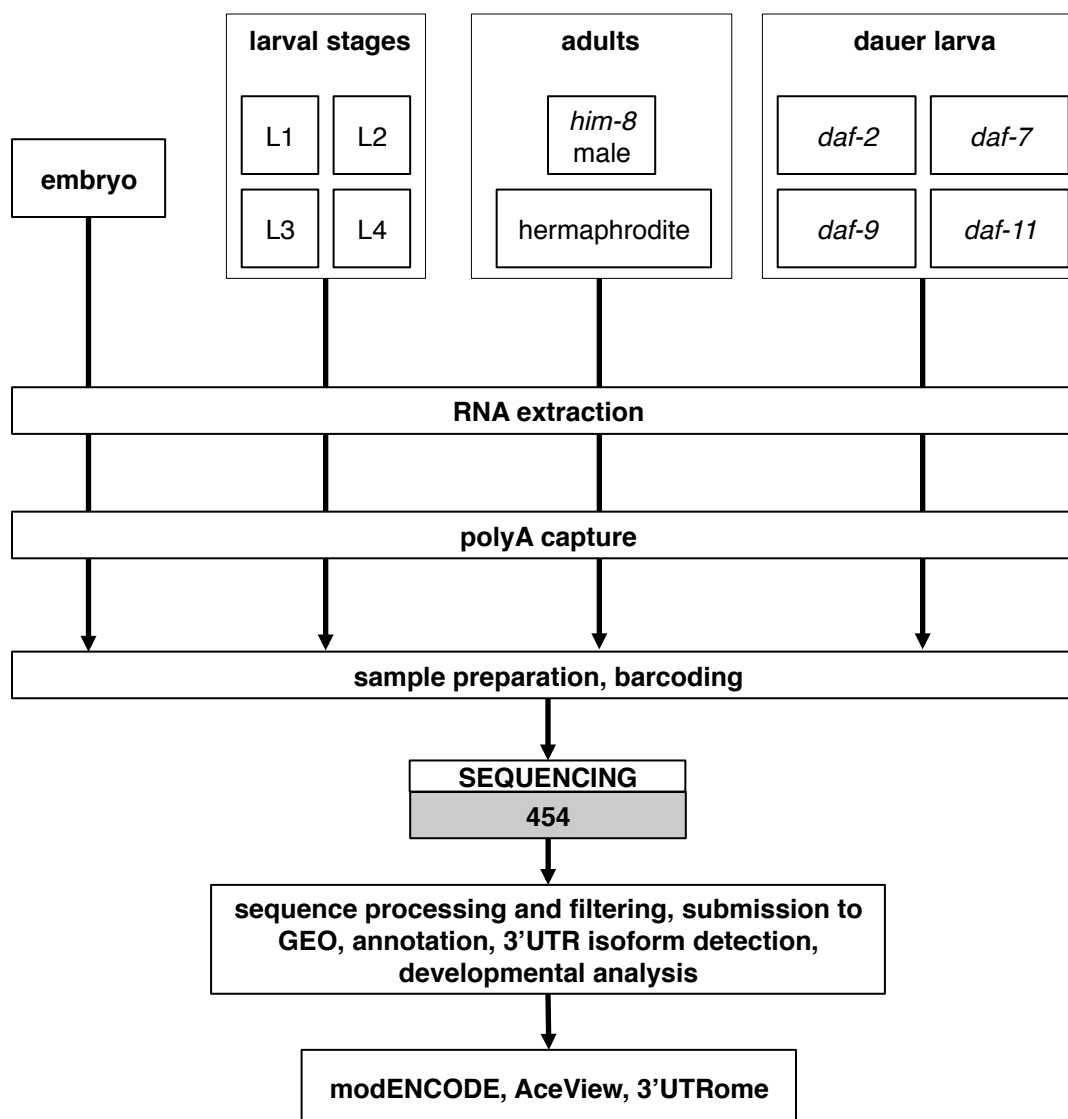 larval stages
adults
dauer larva
embryo
L1
L2
L3
L4
him-8
male
hermaphrodite
daf-2
daf-7
daf-9
daf-11
RNA extraction
polyA capture
sample preparation, barcoding
SEQUENCING
454
sequence processing and filtering, submission to
GEO, annotation, 3’UTR isoform detection,
developmental analysis
modENCODE, AceView, 3’UTRome